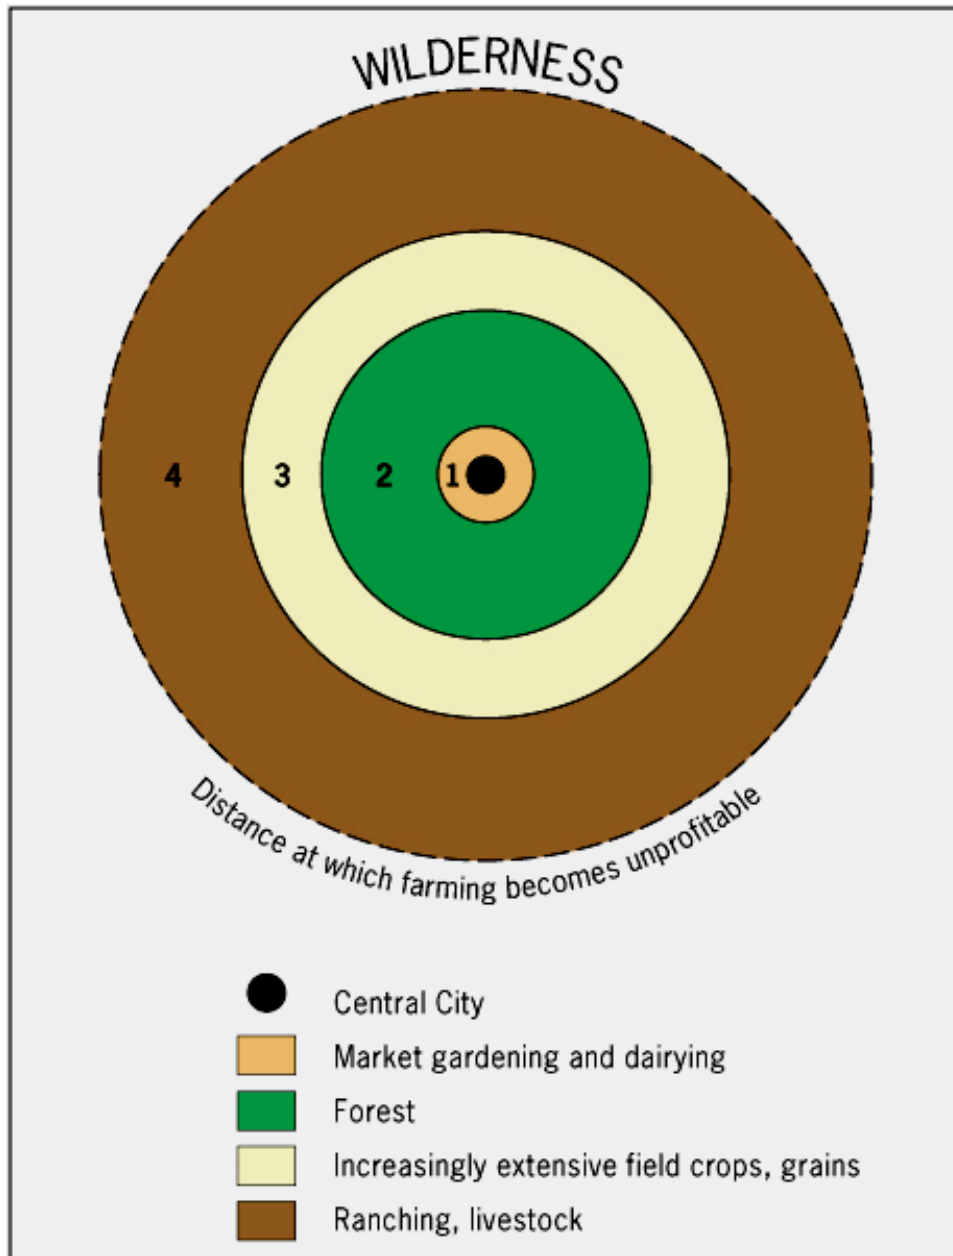 WILDERNESS
4 3 2 1
Distance at which farming becomes unprofitable
Central City
Market gardening and dairying
Forest
Increasingly extensive field crops, grains
Ranching, livestock